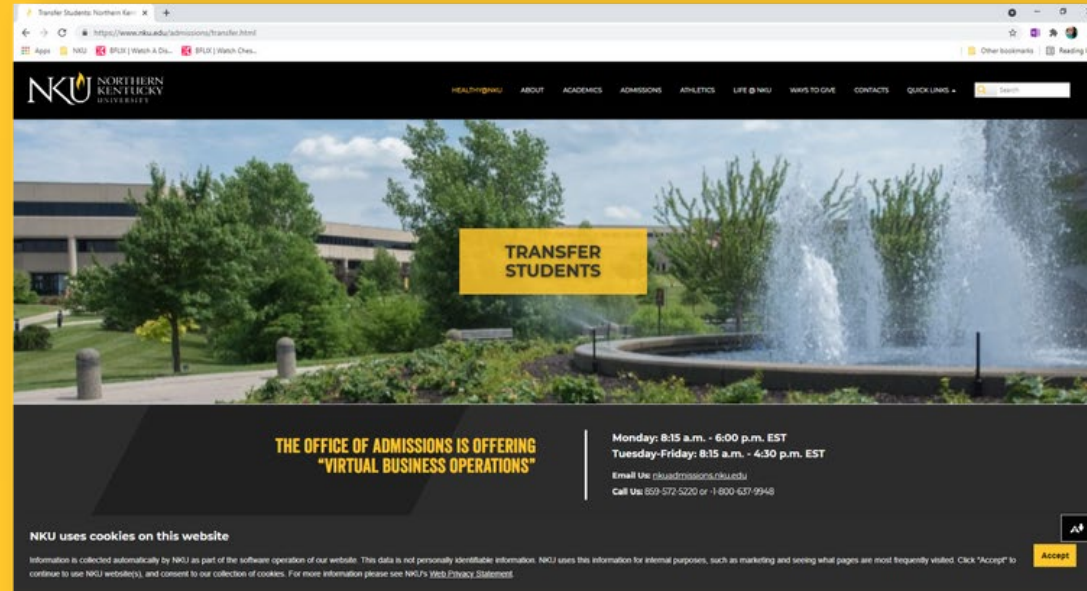 Transfer Students: Northern Ken
https://www.nku.edu/admissions/transfer.html
Apps NKU BFLIX | Watch A Do... BFLIX | Watch Ches... Other bookmarks Reading
NKU NORTHERN KENTUCKY UNIVERSITY
HEALTHY@NKU ABOUT ACADEMICS ADMISSIONS ATHLETICS LIFE @ NKU WAYS TO GIVE CONTACTS QUICK LINKS Search
TRANSFER
STUDENTS
THE OFFICE OF ADMISSIONS IS OFFERING
"VIRTUAL BUSINESS OPERATIONS"
Monday: 8:15 a.m. - 6:00 p.m. EST
Tuesday-Friday: 8:15 a.m. - 4:30 p.m. EST
Email Us: nkuadmissions.nku.edu
Call Us: 859-572-5220 or -1-800-637-9948
NKU uses cookies on this website
Information is collected automatically by NKU as part of the software operation of our website. This data is not personally identifiable information. NKU uses this information for internal purposes, such as marketing and seeing what pages are most frequently visited. Click "Accept" to
continue to use NKU website(s), and consent to our collection of cookies. For more information please see NKU's Web Privacy Statement.
Accept